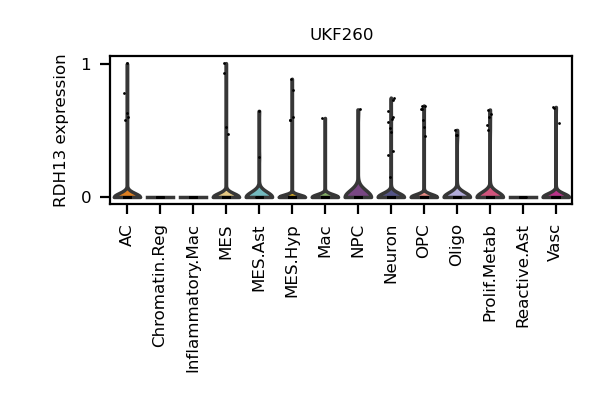 UKF260
RDH13 expression
1
0
AC
Chromatin.Reg
Inflammatory.Mac
MES
MES.Ast
MES.Hyp
Mac
NPC
Neuron
OPC
Oligo
Prolif.Metab
Reactive.Ast
Vasc